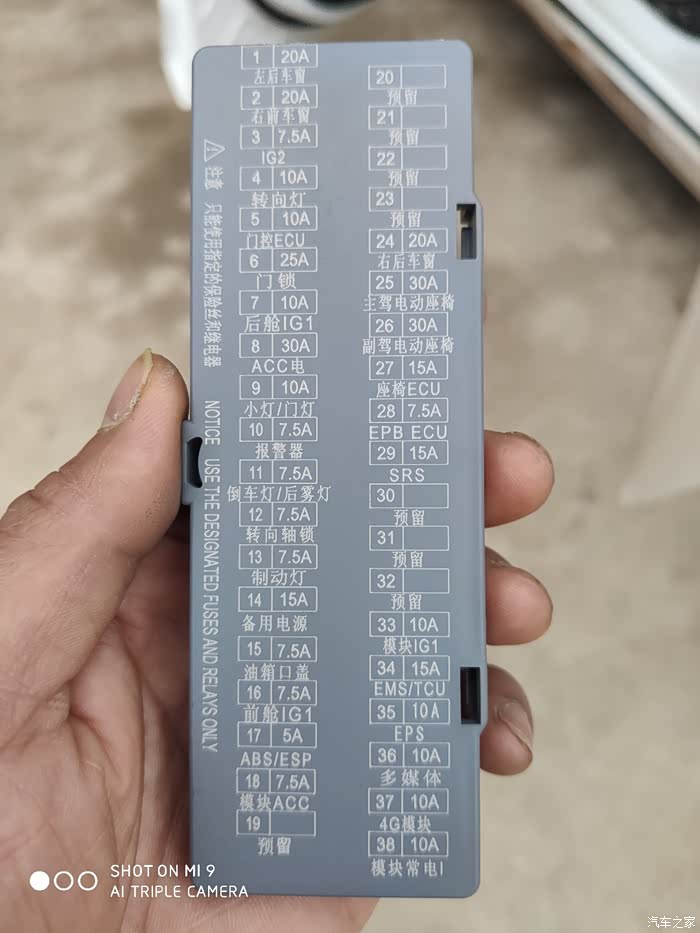 1 20A
左后车窗
2 20A
右前车窗
3 7.5A
IG2
4 10A
转向灯
5 10A
门控ECU
6 25A
门锁
7 10A
后舱IG1
8 30A
ACC电
9 10A
小灯/门灯
10 7.5A
报警器
11 7.5A
倒车灯/后雾灯
12 7.5A
转向轴锁
13 7.5A
制动灯
14 15A
备用电源
15 7.5A
油箱口盖
16 7.5A
前舱IG1
17 5A
ABS/ESP
18 7.5A
模块ACC
19
预留
20
预留
21
预留
22
预留
23
预留
24 20A
右后车窗
25 30A
主驾电动座椅
26 30A
副驾电动座椅
27 15A
座椅ECU
28 7.5A
EPB ECU
29 15A
SRS
30
预留
31
预留
32
预留
33 10A
模块IG1
34 15A
EMS/TCU
35 10A
EPS
36 10A
多媒体
37 10A
4G模块
38 10A
模块常电I
注意 只能使用指定的保险丝和继电器
NOTICE USE THE DESIGNATED FUSES AND RELAYS ONLY
SHOT ON MI 9
AI TRIPLE CAMERA
汽车之家